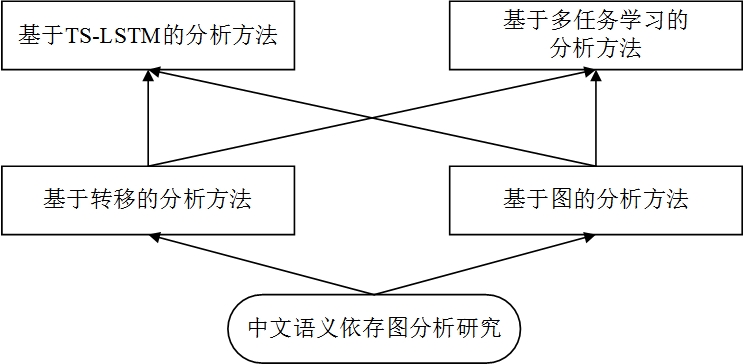 基于TS-LSTM的分析方法
基于多任务学习的
分析方法
基于转移的分析方法
基于图的分析方法
中文语义依存图分析研究